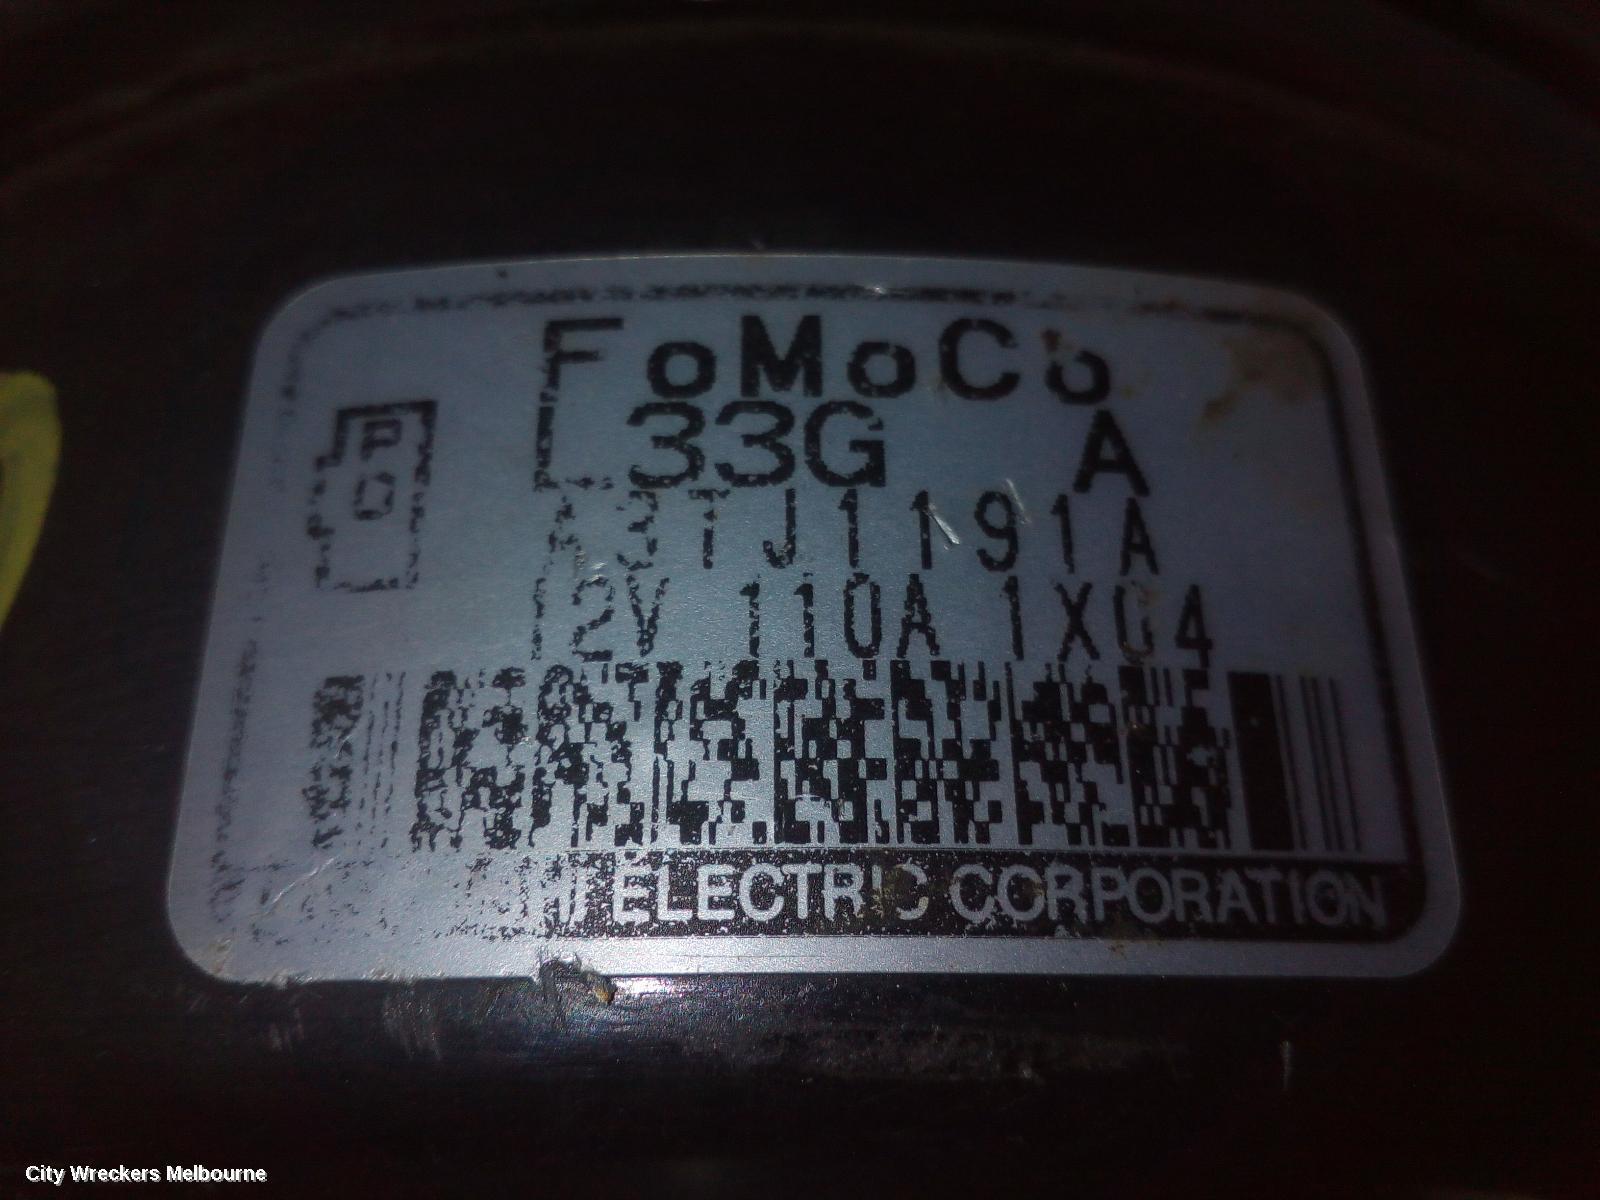 FoMoCo
L33G A
A3TJ1191A
12V 110A 1X04
ELECTRIC CORPORATION
City Wreckers Melbourne